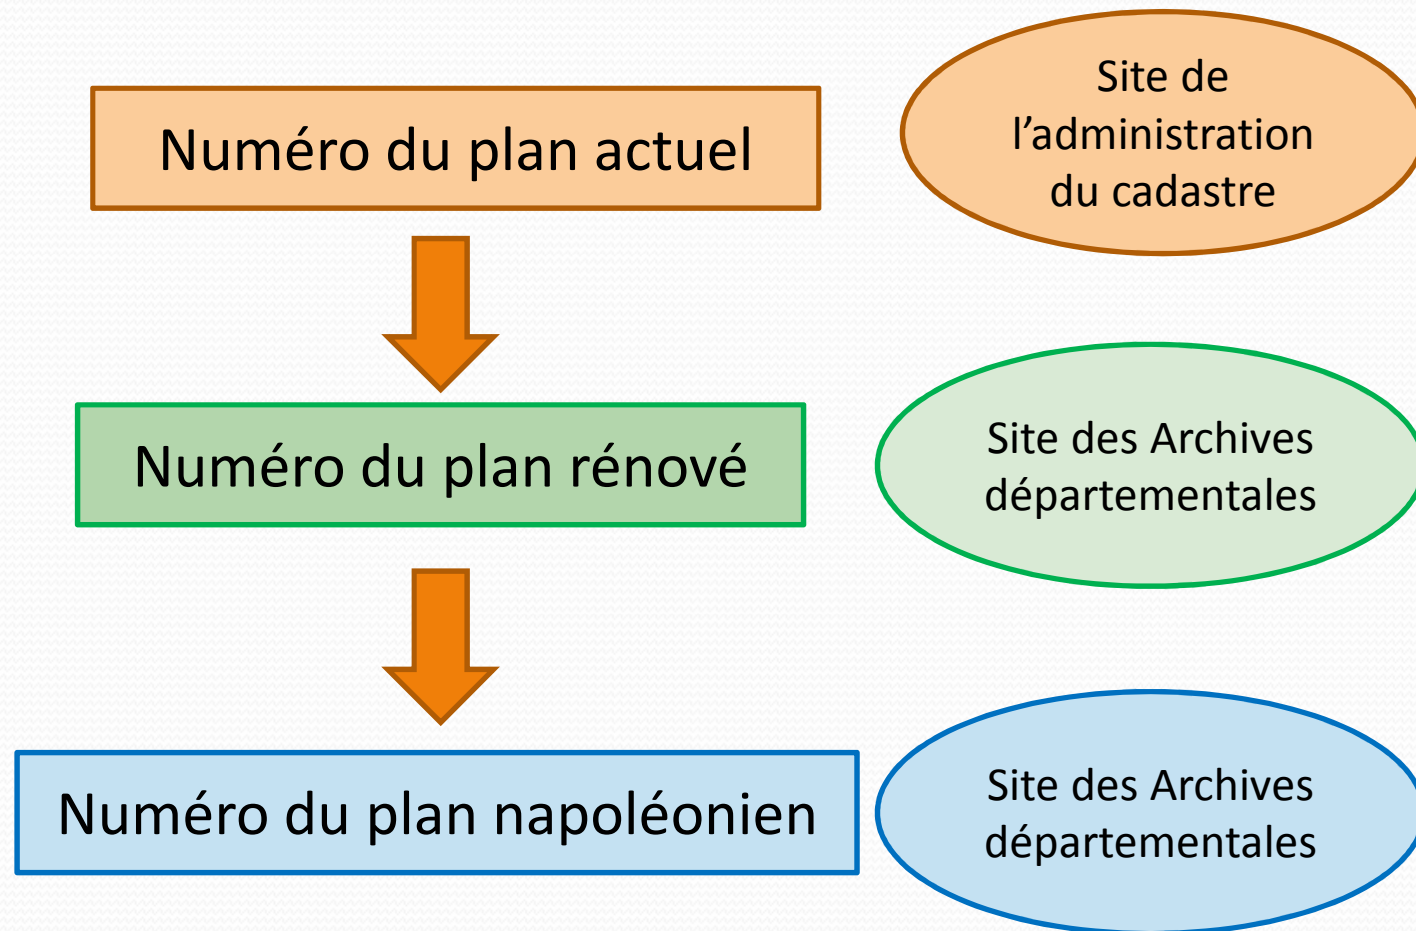 Numéro du plan actuel
Site de
l’administration
du cadastre
Numéro du plan rénové
Site des Archives
départementales
Numéro du plan napoléonien
Site des Archives
départementales